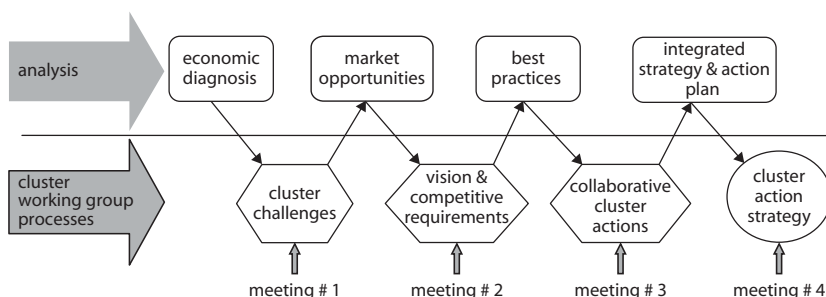 analysis
economic
diagnosis
market
opportunities
best
practices
integrated
strategy & action
plan
cluster
working group
processes
cluster
challenges
vision &
competitive
requirements
collaborative
cluster
actions
cluster
action
strategy
meeting # 1
meeting # 2
meeting # 3
meeting # 4